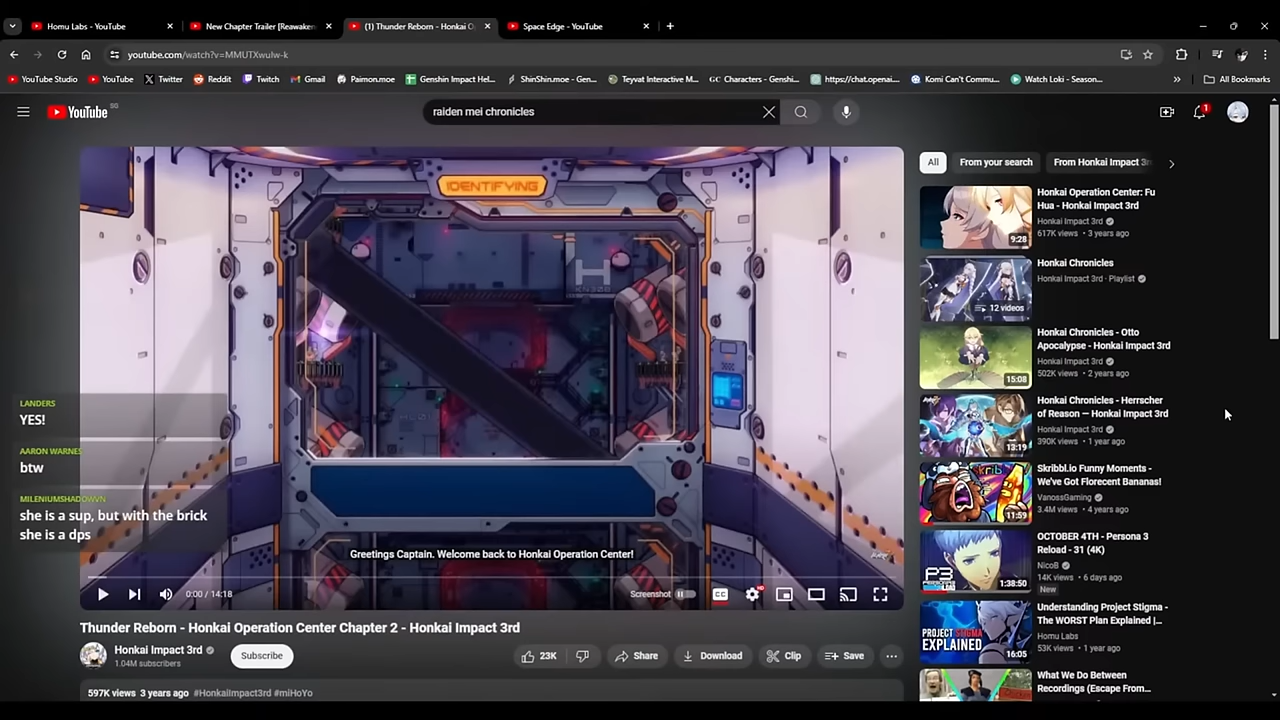 Homu Labs - YouTube
New Chapter Trailer [Reawaken
(1) Thunder Reborn - Honkai O
Space Edge - YouTube
youtube.com/watch?v=MMUTXwulw-k
YouTube Studio
YouTube
Twitter
Reddit
Twitch
Gmail
Paimon.moe
Genshin Impact Hel...
ShinShin.moe - Gen...
Teyvat Interactive M...
GC Characters - Genshi...
https://chat.openai....
Komi Can't Commu...
Watch Loki - Season...
All Bookmarks
YouTube SG
raiden mei chronicles
1
IDENTIFYING
H
LANDERS
YES!
AARON WARNES
btw
MILENIUMSHADOWN
she is a sup, but with the brick
she is a dps
Greetings Captain. Welcome back to Honkai Operation Center!
0:00 / 14:18
Screenshot
CC
HD
Thunder Reborn - Honkai Operation Center Chapter 2 - Honkai Impact 3rd
Honkai Impact 3rd
1.04M subscribers
Subscribe
23K
Share
Download
Clip
Save
597K views 3 years ago #HonkaiImpact3rd #miHoYo
All
From your search
From Honkai Impact 3r
Honkai Operation Center: Fu
Hua - Honkai Impact 3rd
Honkai Impact 3rd
617K views • 3 years ago
9:28
Honkai Chronicles
Honkai Impact 3rd · Playlist
12 videos
Honkai Chronicles - Otto
Apocalypse - Honkai Impact 3rd
Honkai Impact 3rd
502K views • 2 years ago
15:08
Honkai Chronicles - Herrscher
of Reason — Honkai Impact 3rd
Honkai Impact 3rd
390K views • 1 year ago
13:19
Skribbl.io Funny Moments -
We've Got Florecent Bananas!
VanossGaming
3.4M views • 4 years ago
skrib
11:59
OCTOBER 4TH - Persona 3
Reload - 31 (4K)
NicoB
14K views • 6 days ago
New
P3
RELOAD
1:38:50
Understanding Project Stigma -
The WORST Plan Explained |...
Homu Labs
53K views • 1 year ago
PROJECT
STIGMA
EXPLAINED
16:05
What We Do Between
Recordings (Escape From...